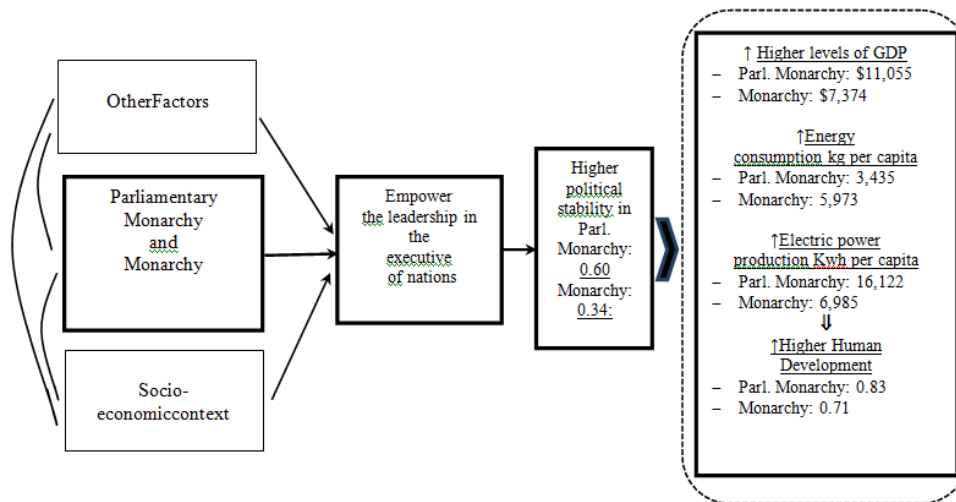 OtherFactors
Parliamentary
Monarchy
and
Monarchy
Socio-
economiccontext
Empower
the leadership in
the
executive
of nations
Higher
political
stability in
Parl.
Monarchy:
0.60
Monarchy:
0.34:
↑ Higher levels of GDP
– Parl. Monarchy: $11,055
– Monarchy: $7,374
↑Energy
consumption kg per capita
– Parl. Monarchy: 3,435
– Monarchy: 5,973
↑Electric power
production Kwh per capita
– Parl. Monarchy: 16,122
– Monarchy: 6,985
⇓
↑Higher Human
Development
– Parl. Monarchy: 0.83
– Monarchy: 0.71